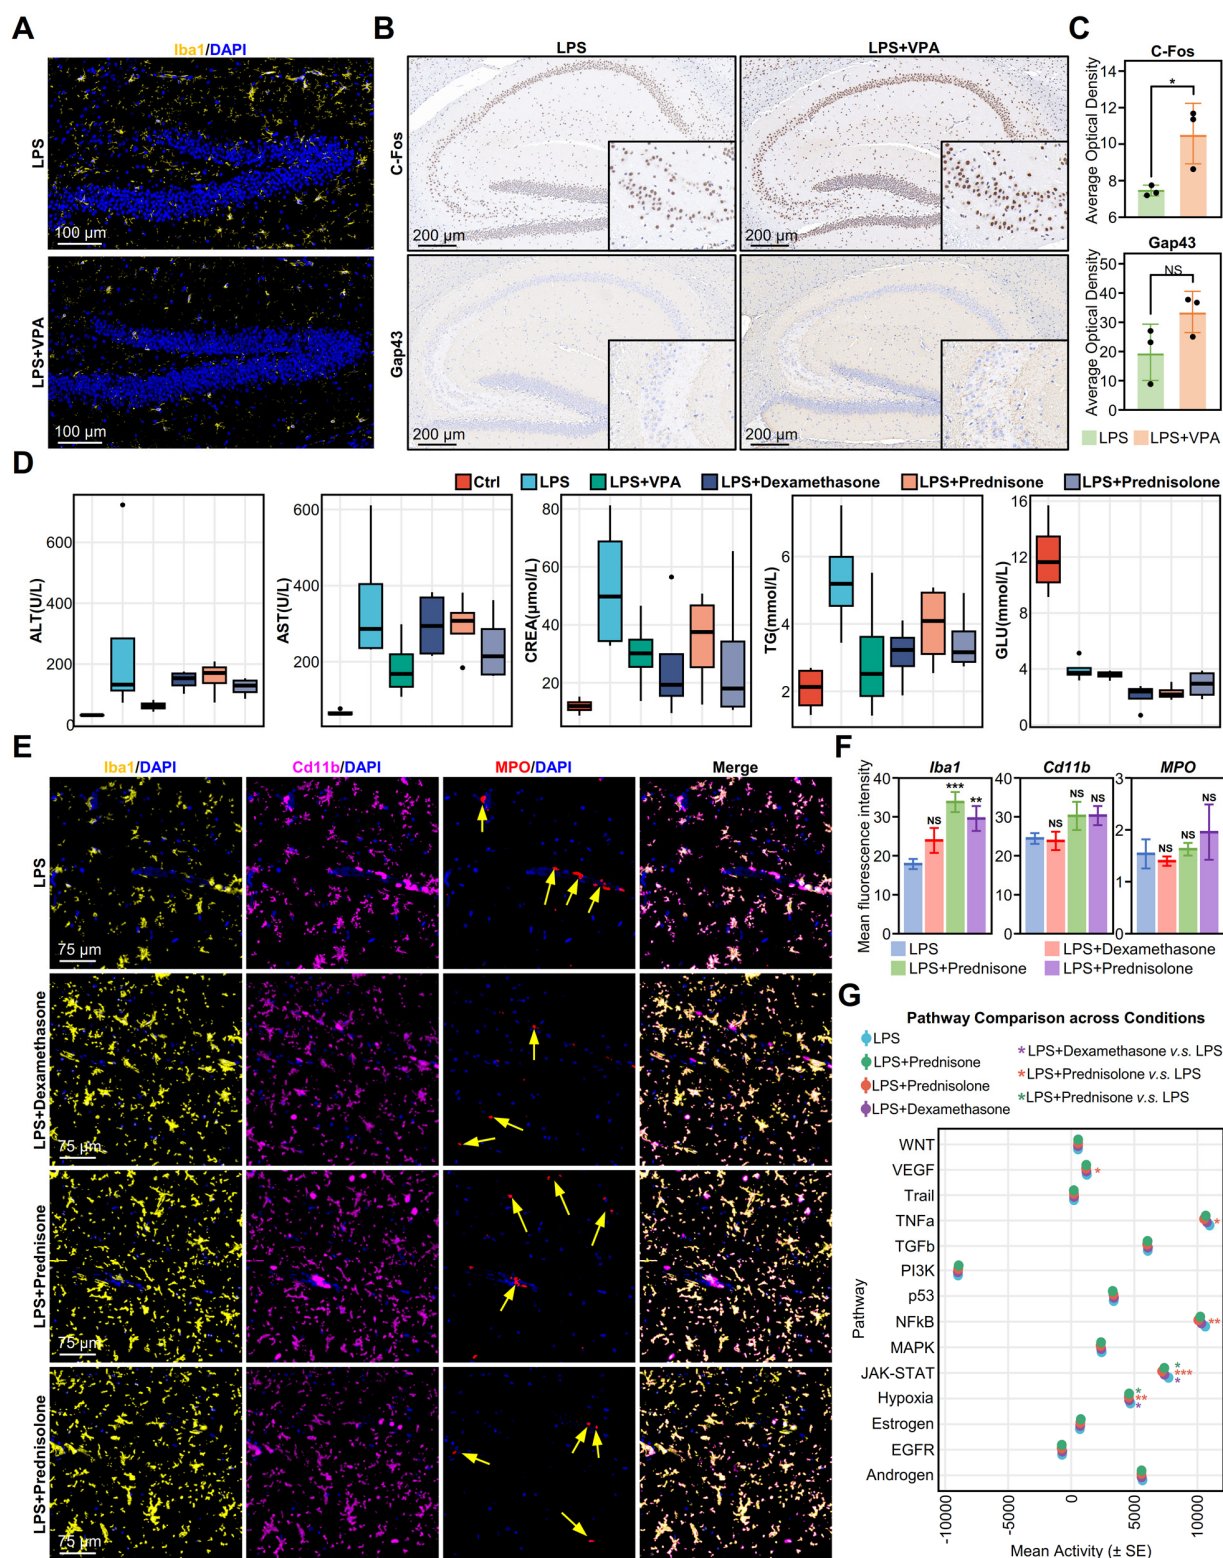 A
Iba1/DAPI
LPS
100 μm
LPS+VPA
100 μm
B
LPS
LPS+VPA
C-Fos
200 μm
200 μm
Gap43
200 μm
200 μm
C
C-Fos
Average Optical Density
14
12
10
8
6
*
Gap43
Average Optical Density
50
40
30
20
10
0
NS
LPS
LPS+VPA
D
Ctrl
LPS
LPS+VPA
LPS+Dexamethasone
LPS+Prednisone
LPS+Prednisolone
ALT(U/L)
600
400
200
0
AST(U/L)
600
400
200
CREA(μmol/L)
80
60
40
20
TG(mmol/L)
6
4
2
GLU(mmol/L)
16
12
8
4
0
E
Iba1/DAPI
Cd11b/DAPI
MPO/DAPI
Merge
LPS
75 μm
LPS+Dexamethasone
75 μm
LPS+Prednisone
75 μm
LPS+Prednisolone
75 μm
F
Iba1
Mean fluorescence intensity
40
30
20
10
0
NS
***
**
Cd11b
40
30
20
10
0
NS
NS
NS
MPO
3
2
1
0
NS
NS
NS
LPS
LPS+Dexamethasone
LPS+Prednisone
LPS+Prednisolone
G
Pathway Comparison across Conditions
LPS
LPS+Prednisone
LPS+Prednisolone
LPS+Dexamethasone
* LPS+Dexamethasone v.s. LPS
* LPS+Prednisolone v.s. LPS
* LPS+Prednisone v.s. LPS
Pathway
WNT
VEGF
*
Trail
TNFa
*
TGFb
PI3K
p53
NFkB
**
MAPK
JAK-STAT
*
***
*
Hypoxia
*
**
*
Estrogen
EGFR
Androgen
-10000
-5000
0
5000
10000
Mean Activity (± SE)